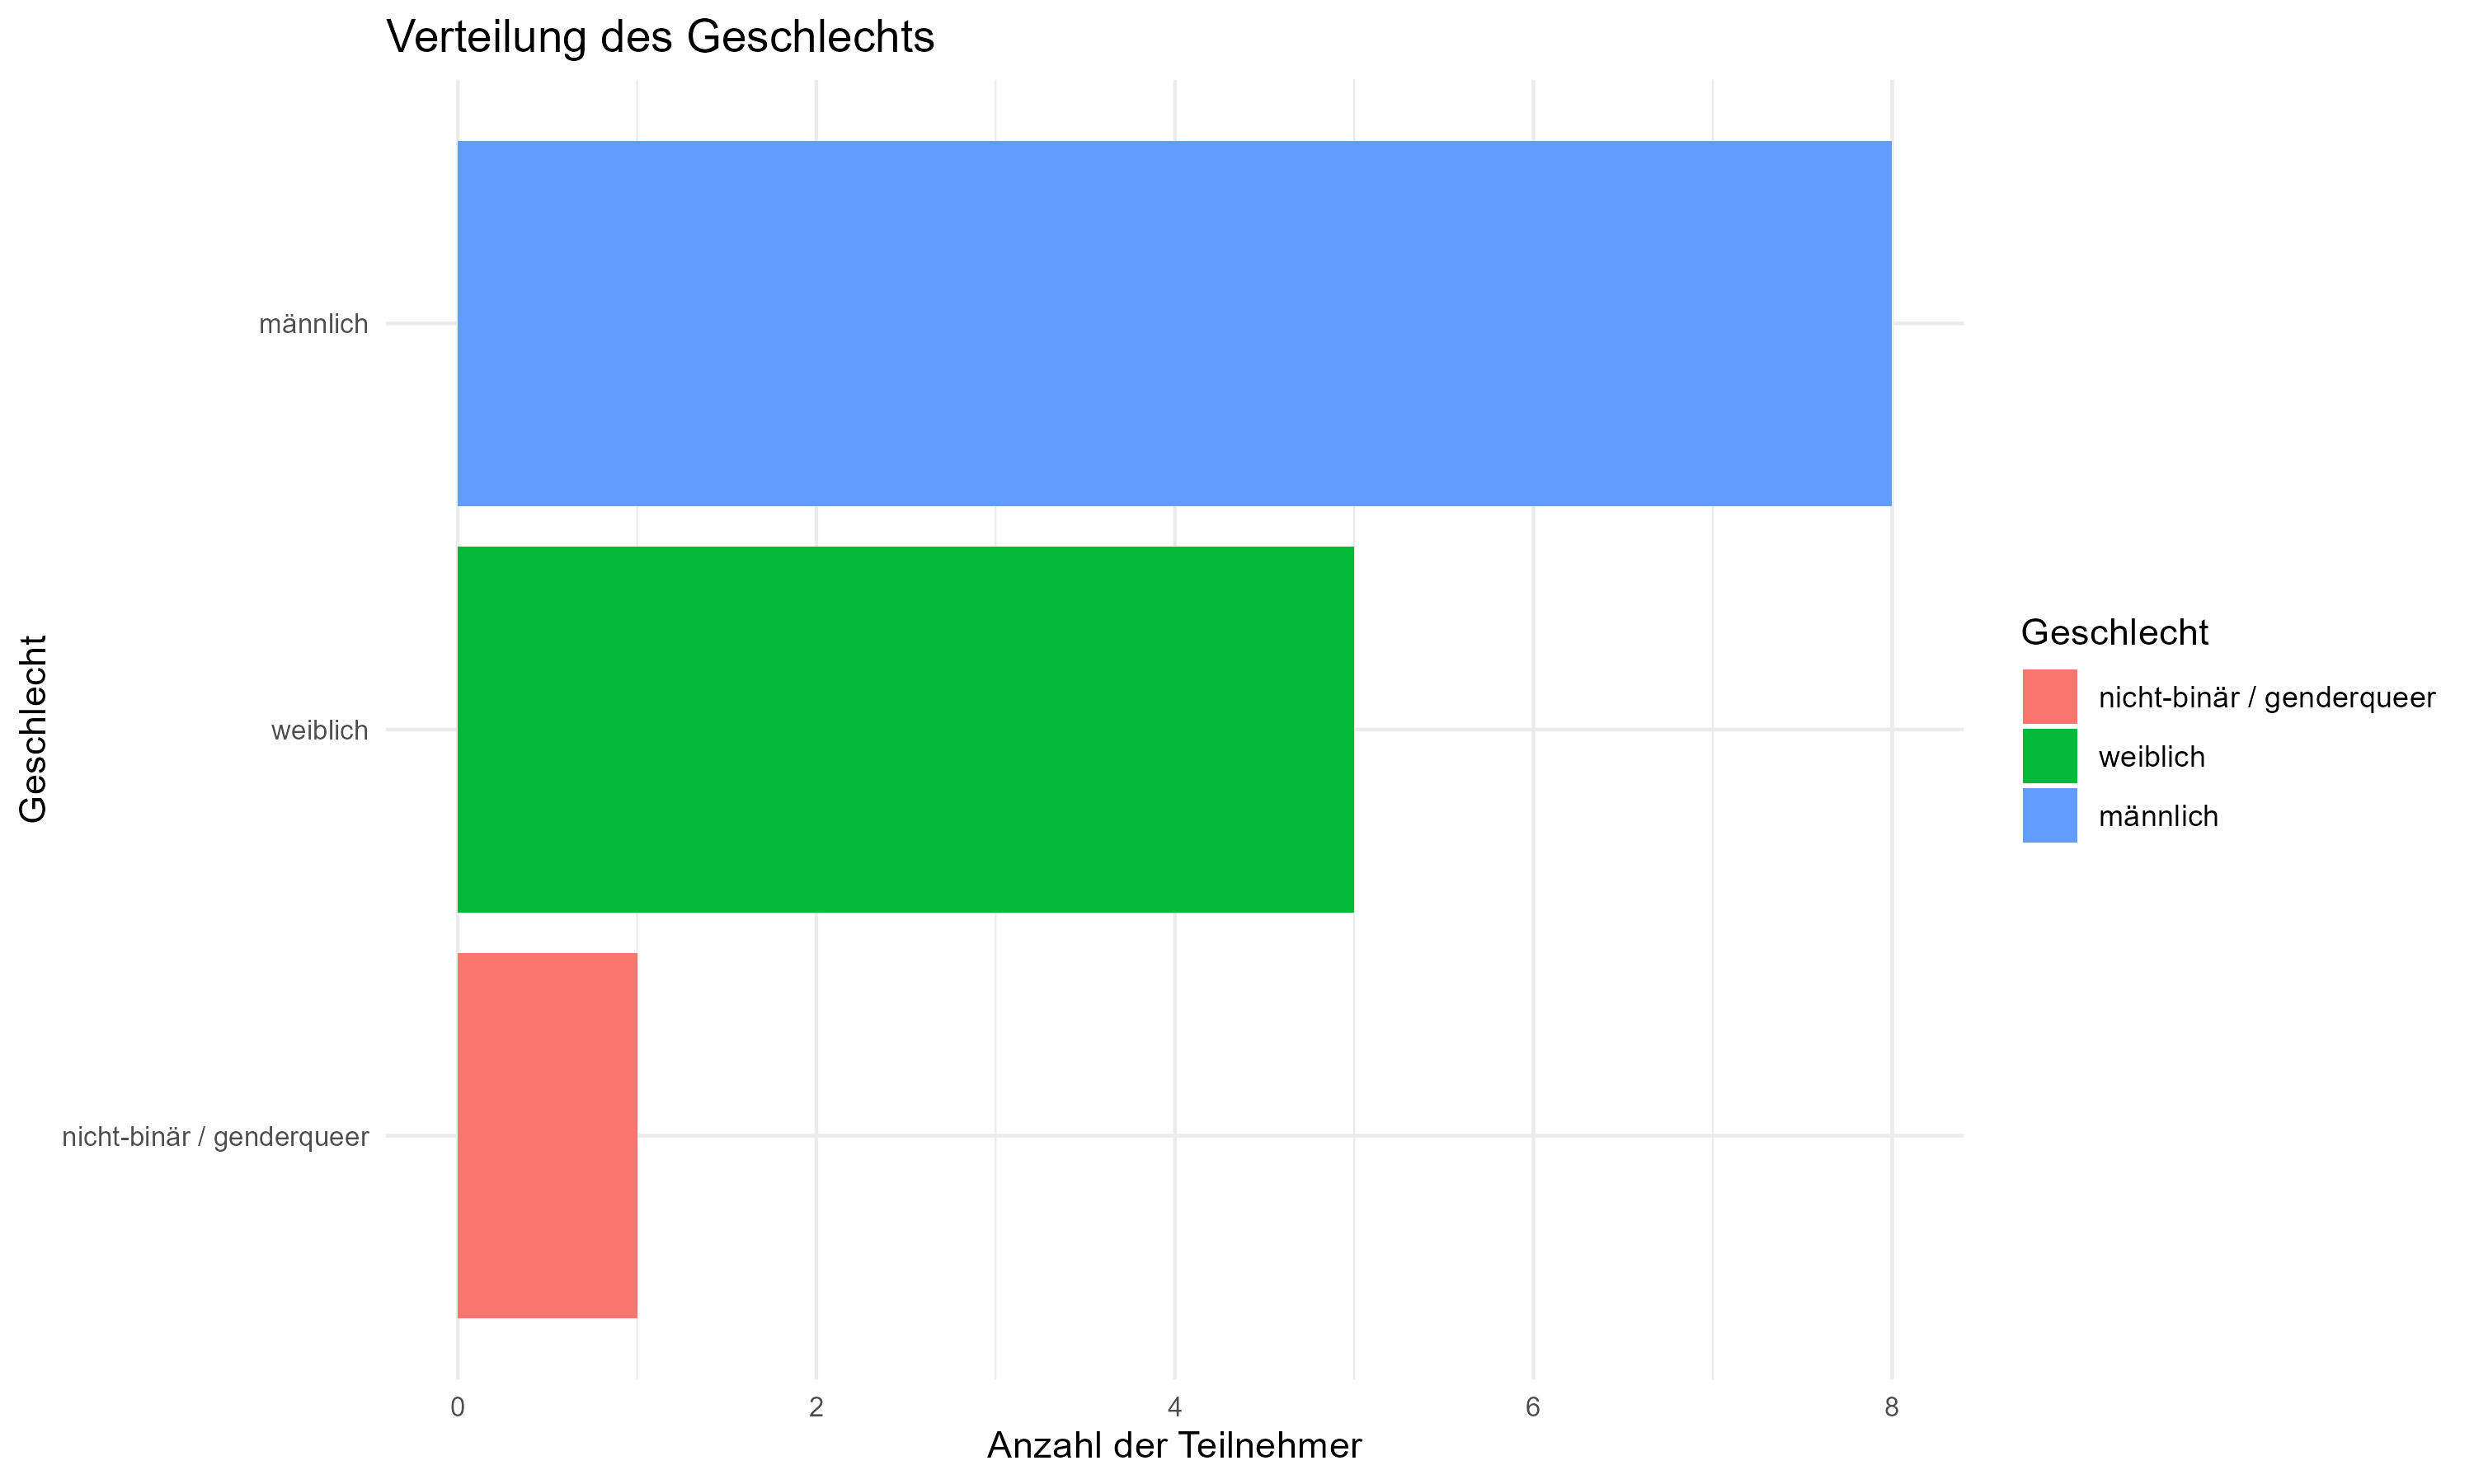 Verteilung des Geschlechts
Geschlecht
männlich
weiblich
nicht-binär / genderqueer
0 2 4 6 8
Anzahl der Teilnehmer
Geschlecht
nicht-binär / genderqueer
weiblich
männlich